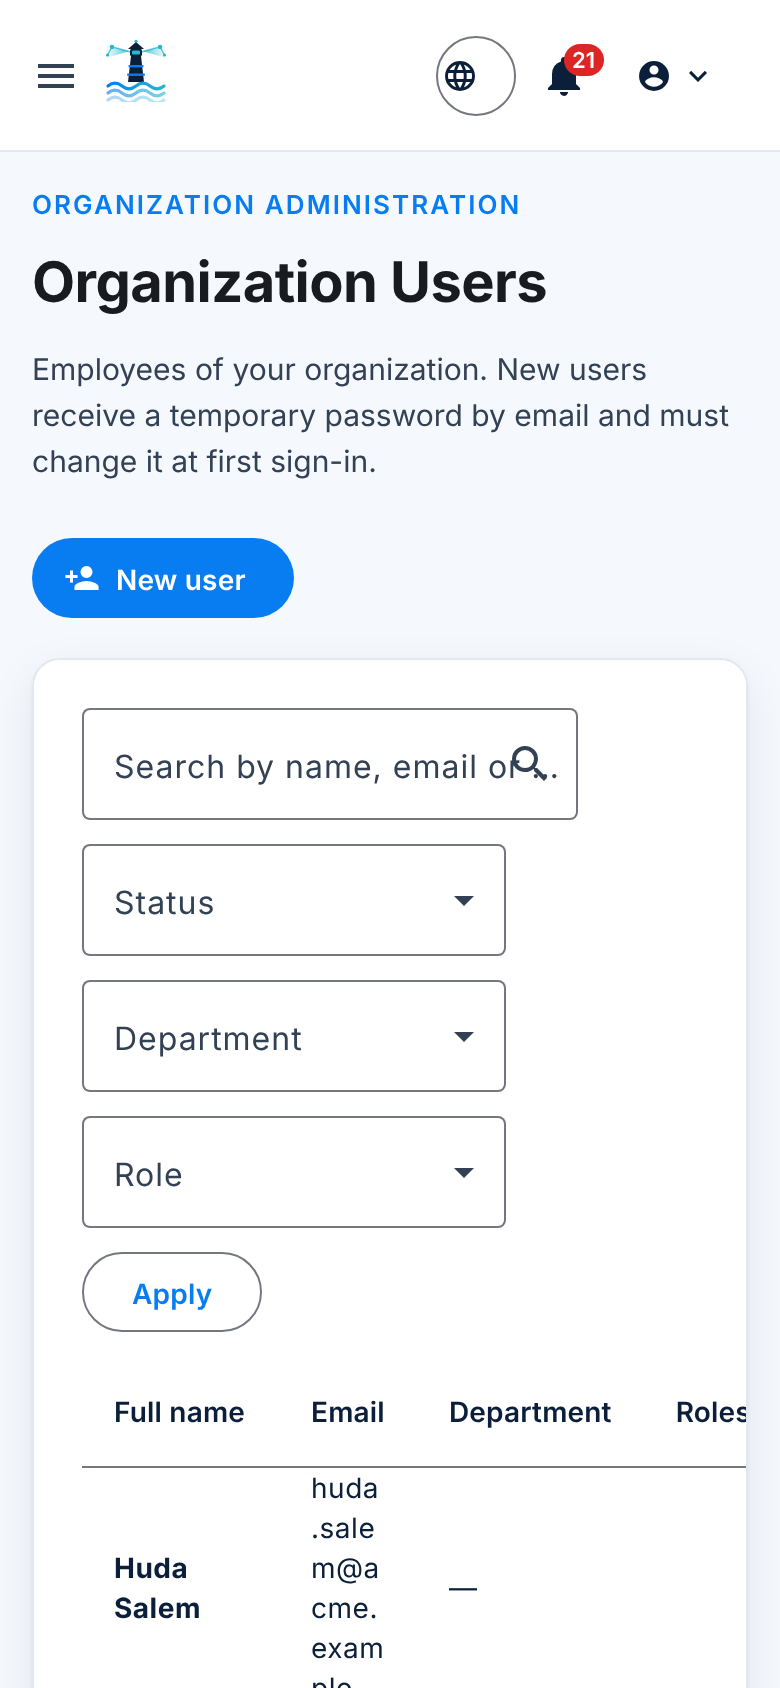 21
ORGANIZATION ADMINISTRATION
Organization Users
Employees of your organization. New users
receive a temporary password by email and must
change it at first sign-in.
New user
Search by name, email or…
Status
Department
Role
Apply
Full name Email Department Roles
huda
.sale
m@a
cme.
exam
ple
Huda
Salem
—